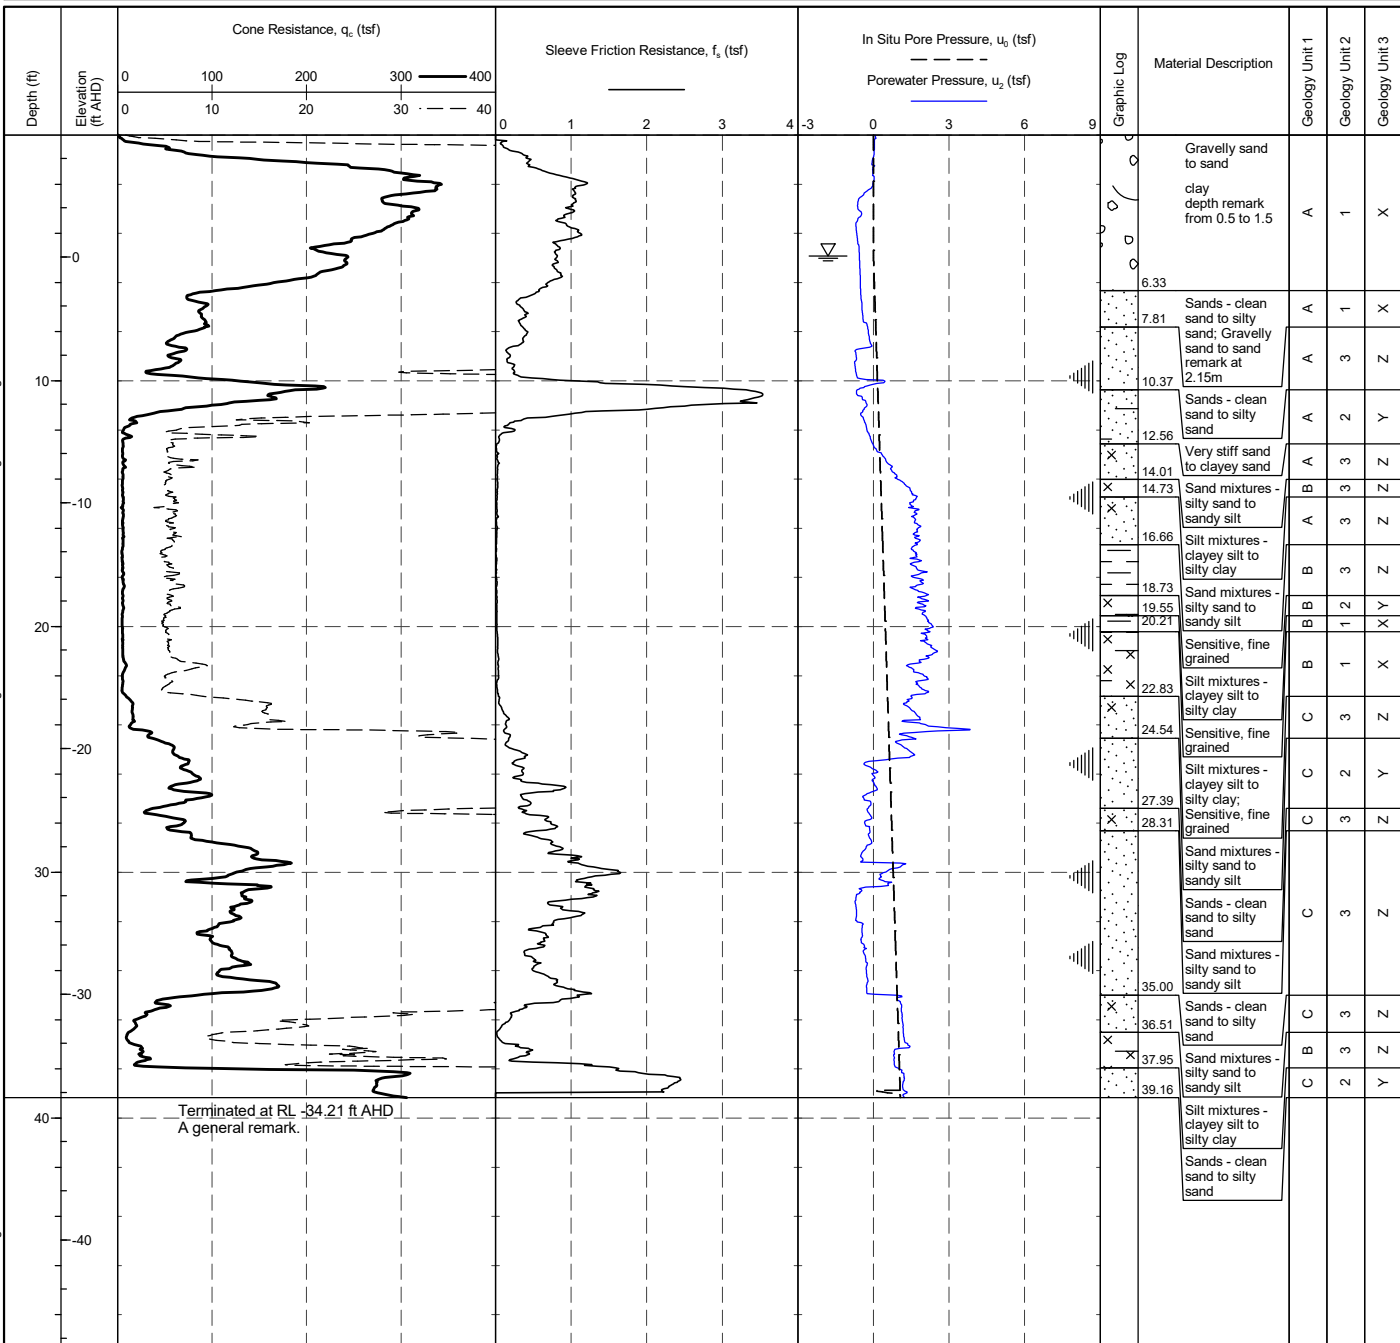 Depth (ft)
Elevation
(ft AHD)
Cone Resistance, qc (tsf)
0 100 200 300 400
10 20 30 40
Sleeve Friction Resistance, fs (tsf)
0 1 2 3 4
In Situ Pore Pressure, u0 (tsf)
Porewater Pressure, u2 (tsf)
-3 0 3 6 9
Graphic Log
Material Description
Geology Unit 1
Geology Unit 2
Geology Unit 3
10
20
30
40
0
-10
-20
-30
-40
Gravelly sand
to sand
clay
depth remark
from 0.5 to 1.5
Sands - clean
sand to silty
sand; Gravelly
sand to sand
remark at
2.15m
Sands - clean
sand to silty
sand
Very stiff sand
to clayey sand
Sand mixtures -
silty sand to
sandy silt
Silt mixtures -
clayey silt to
silty clay
Sand mixtures -
silty sand to
sandy silt
Sensitive, fine
grained
Silt mixtures -
clayey silt to
silty clay
Sensitive, fine
grained
Silt mixtures -
clayey silt to
silty clay;
Sensitive, fine
grained
Sand mixtures -
silty sand to
sandy silt
Sands - clean
sand to silty
sand
Sand mixtures -
silty sand to
sandy silt
Sands - clean
sand to silty
sand
Sand mixtures -
silty sand to
sandy silt
Silt mixtures -
clayey silt to
silty clay
Sands - clean
sand to silty
sand
6.33
7.81
10.37
12.56
14.01
14.73
16.66
18.73
19.55
20.21
22.83
24.54
27.39
28.31
35.00
36.51
37.95
39.16
A 1 X
A 1 X
A 3 Z
A 2 Y
A 3 Z
B 3 Z
A 3 Z
B 3 Z
B 2 Y
B 1 X
B 1 X
C 3 Z
C 2 Y
C 3 Z
C 3 Z
C 3 Z
B 3 Z
C 2 Y
Terminated at RL -34.21 ft AHD
A general remark.